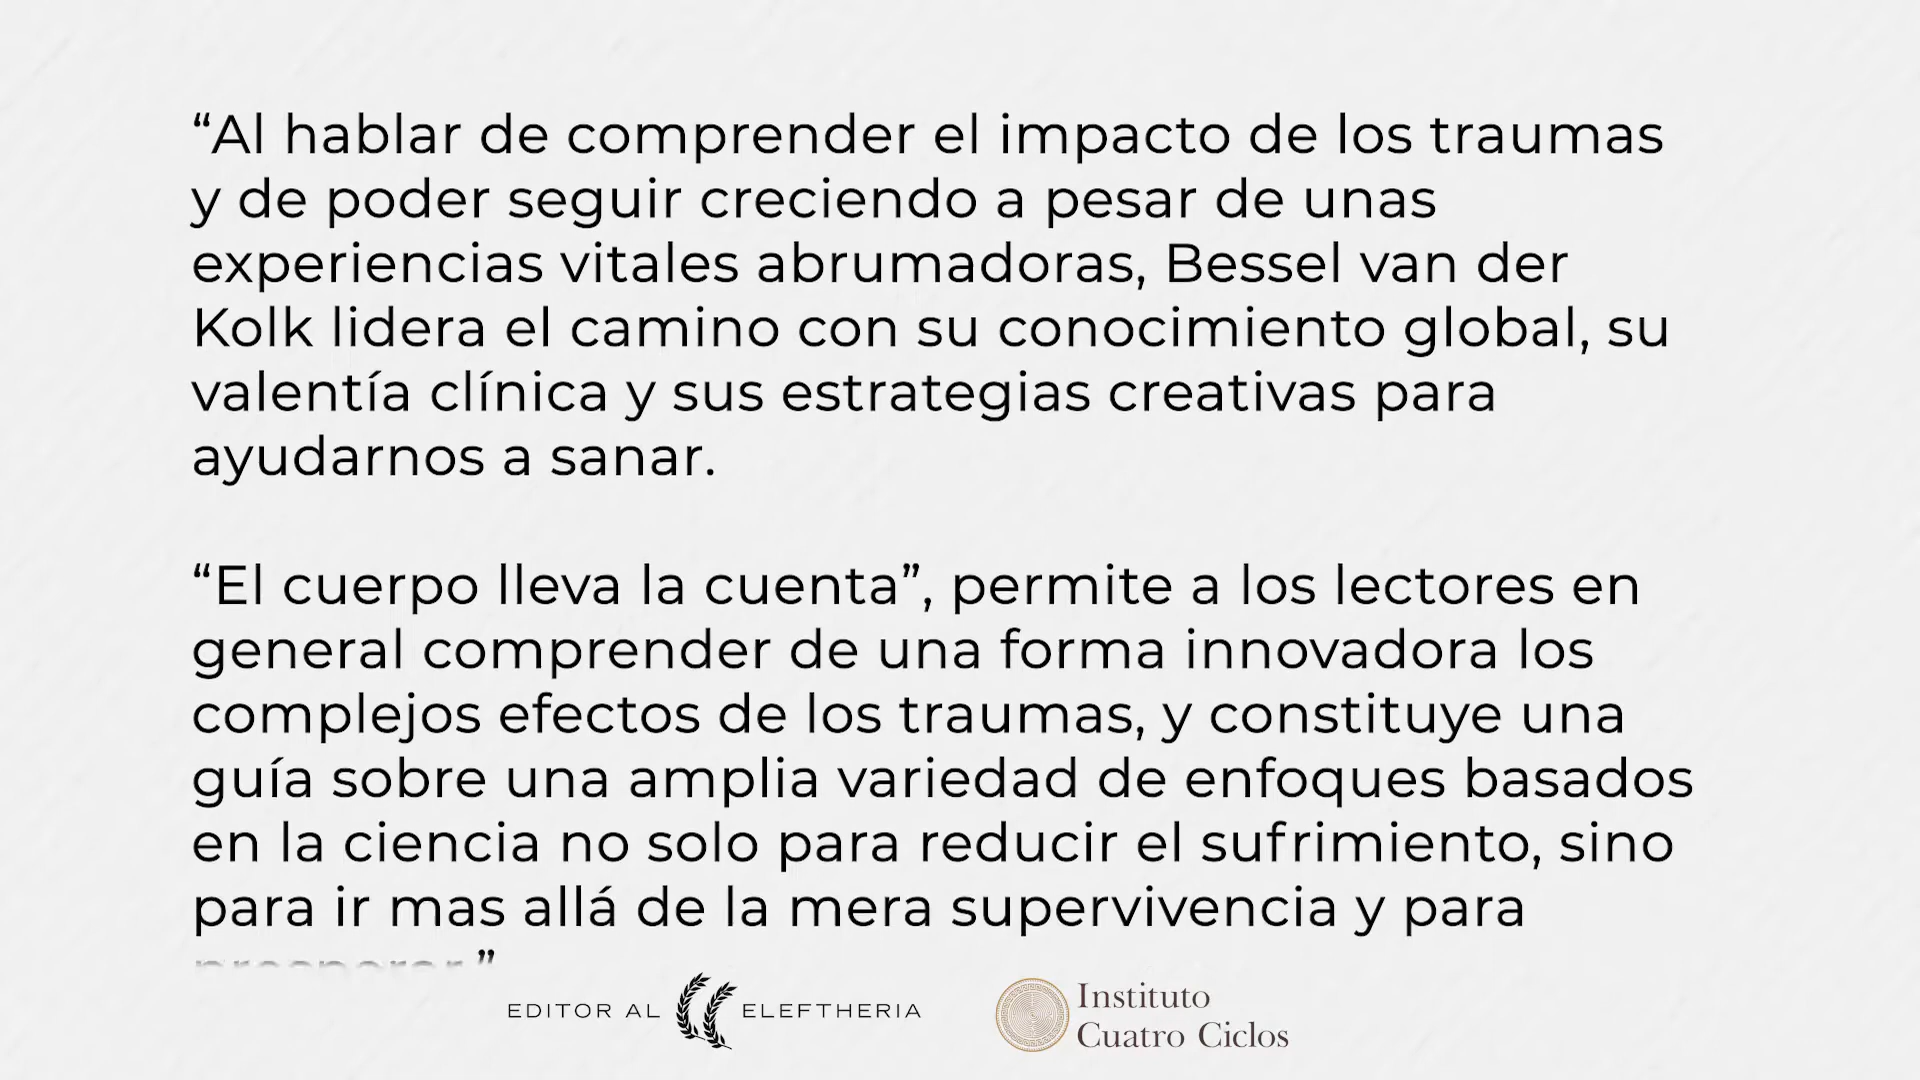 “Al hablar de comprender el impacto de los traumas
y de poder seguir creciendo a pesar de unas
experiencias vitales abrumadoras, Bessel van der
Kolk lidera el camino con su conocimiento global, su
valentía clínica y sus estrategias creativas para
ayudarnos a sanar.
“El cuerpo lleva la cuenta”, permite a los lectores en
general comprender de una forma innovadora los
complejos efectos de los traumas, y constituye una
guía sobre una amplia variedad de enfoques basados
en la ciencia no solo para reducir el sufrimiento, sino
para ir mas allá de la mera supervivencia y para
EDITOR AL ELEFTHERIA
Instituto
Cuatro Ciclos